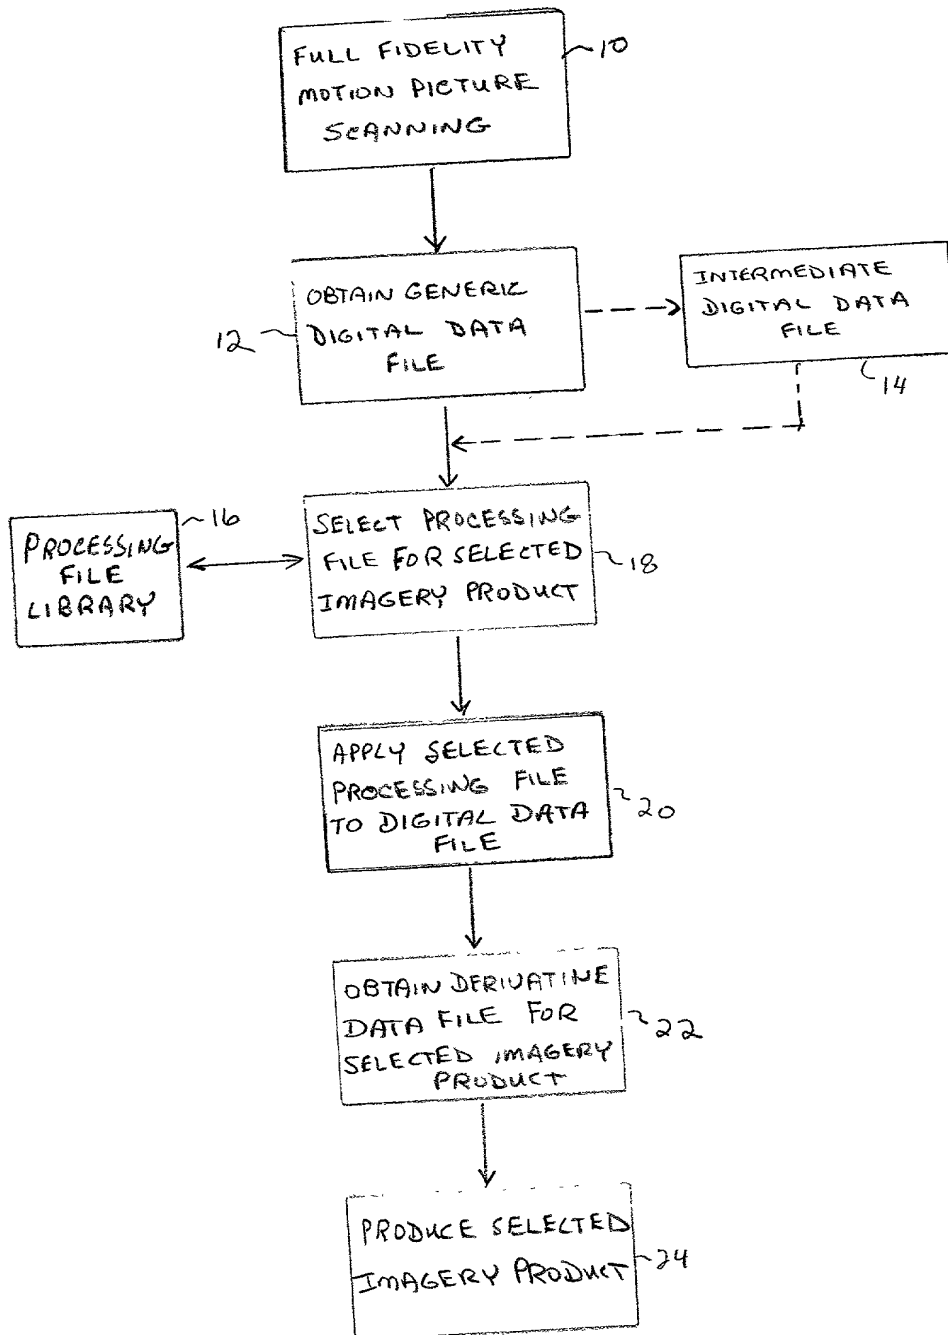 FULL FIDELITY
MOTION PICTURE
SCANNING
10
OBTAIN GENERIC
DIGITAL DATA
FILE
12
INTERMEDIATE
DIGITAL DATA
FILE
14
PROCESSING
FILE
LIBRARY
16
SELECT PROCESSING
FILE FOR SELECTED
IMAGERY PRODUCT
18
APPLY SELECTED
PROCESSING FILE
TO DIGITAL DATA
FILE
20
OBTAIN DERIVATINE
DATA FILE FOR
SELECTED IMAGERY
PRODUCT
22
PRODUCE SELECTED
IMAGERY PRODUCT
24